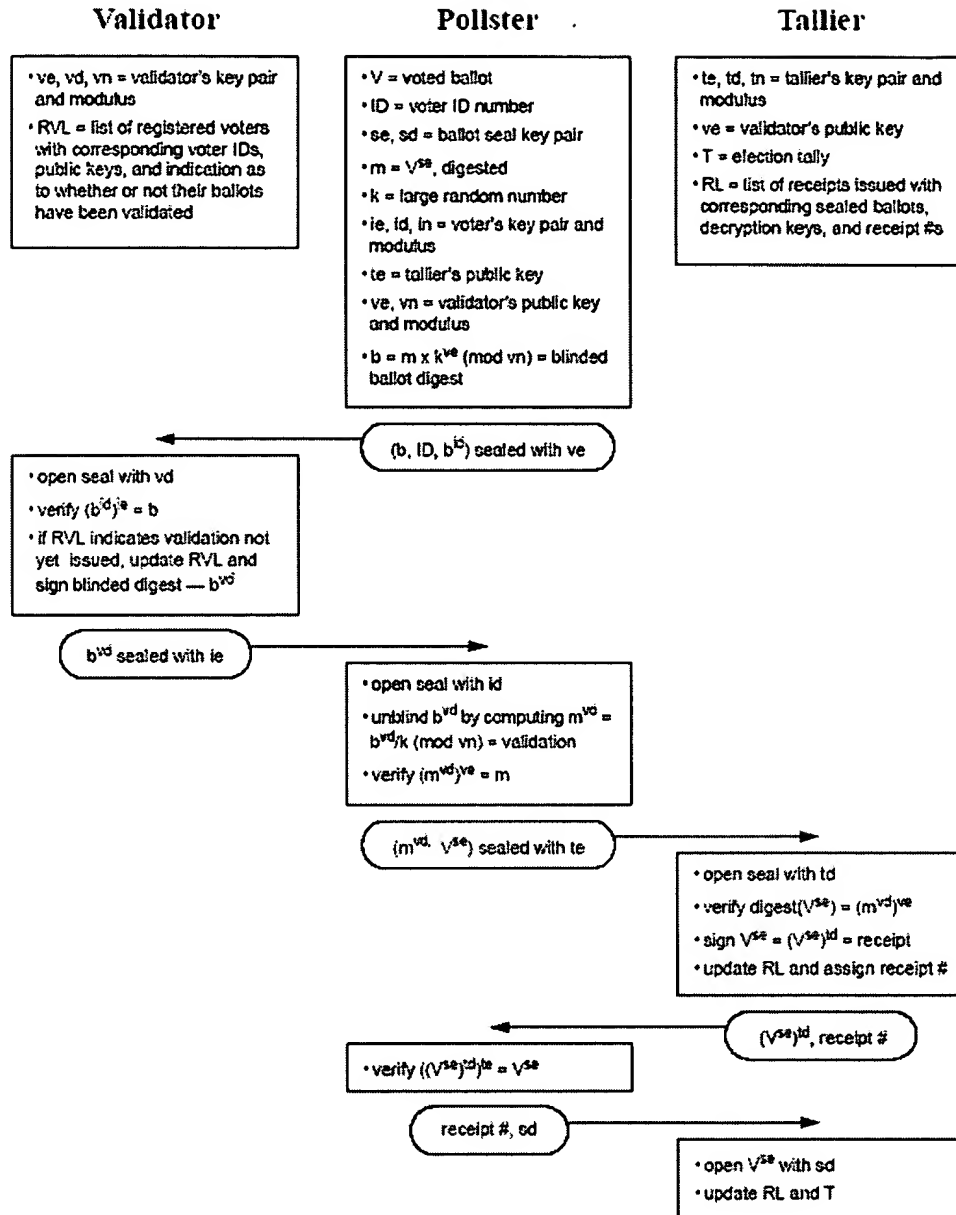 Validator
Pollster
Tallier
• ve, vd, vn = validator's key pair
and modulus
• RVL = list of registered voters
with corresponding voter IDs,
public keys, and indication as
to whether or not their ballots
have been validated
• V = voted ballot
• ID = voter ID number
• se, sd = ballot seal key pair
• m = V^se, digested
• k = large random number
• ie, id, in = voter's key pair and
modulus
• te = tallier's public key
• ve, vn = validator's public key
and modulus
• b = m x k^ve (mod vn) = blinded
ballot digest
• te, td, tn = tallier's key pair and
modulus
• ve = validator's public key
• T = election tally
• RL = list of receipts issued with
corresponding sealed ballots,
decryption keys, and receipt #s
(b, ID, b^id) sealed with ve
• open seal with vd
• verify (b^id)^ie = b
• if RVL indicates validation not
yet issued, update RVL and
sign blinded digest — b^vd
b^vd sealed with ie
• open seal with id
• unblind b^vd by computing m^vd =
b^vd/k (mod vn) = validation
• verify (m^vd)^ve = m
(m^vd, V^se) sealed with te
• open seal with td
• verify digest(V^se) = (m^vd)^ve
• sign V^se = (V^se)^td = receipt
• update RL and assign receipt #
(V^se)^td, receipt #
• verify ((V^se)^td)^te = V^se
receipt #, sd
• open V^se with sd
• update RL and T